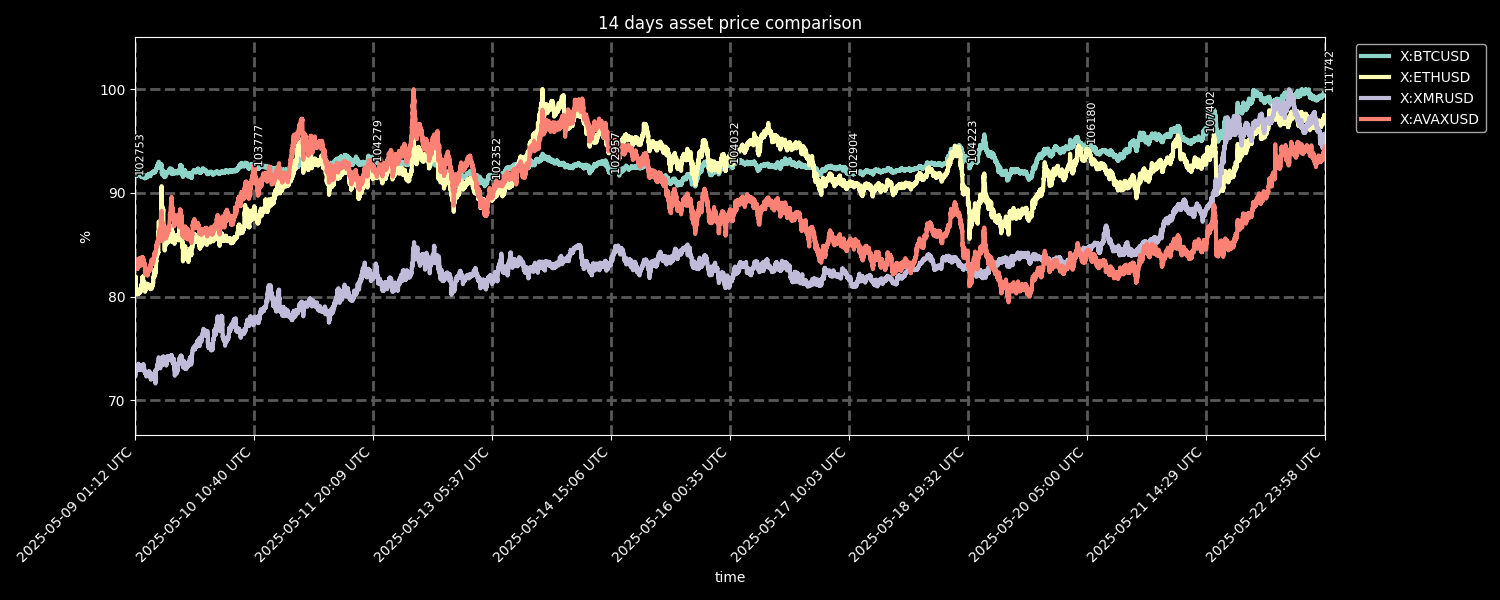 14 days asset price comparison
X:BTCUSD
X:ETHUSD
X:XMRUSD
X:AVAXUSD
%
100
90
80
70
102753
103777
104279
102352
102957
104032
102904
104223
106180
107402
111742
2025-05-09 01:12 UTC
2025-05-10 10:40 UTC
2025-05-11 20:09 UTC
2025-05-13 05:37 UTC
2025-05-14 15:06 UTC
2025-05-16 00:35 UTC
2025-05-17 10:03 UTC
2025-05-18 19:32 UTC
2025-05-20 05:00 UTC
2025-05-21 14:29 UTC
2025-05-22 23:58 UTC
time